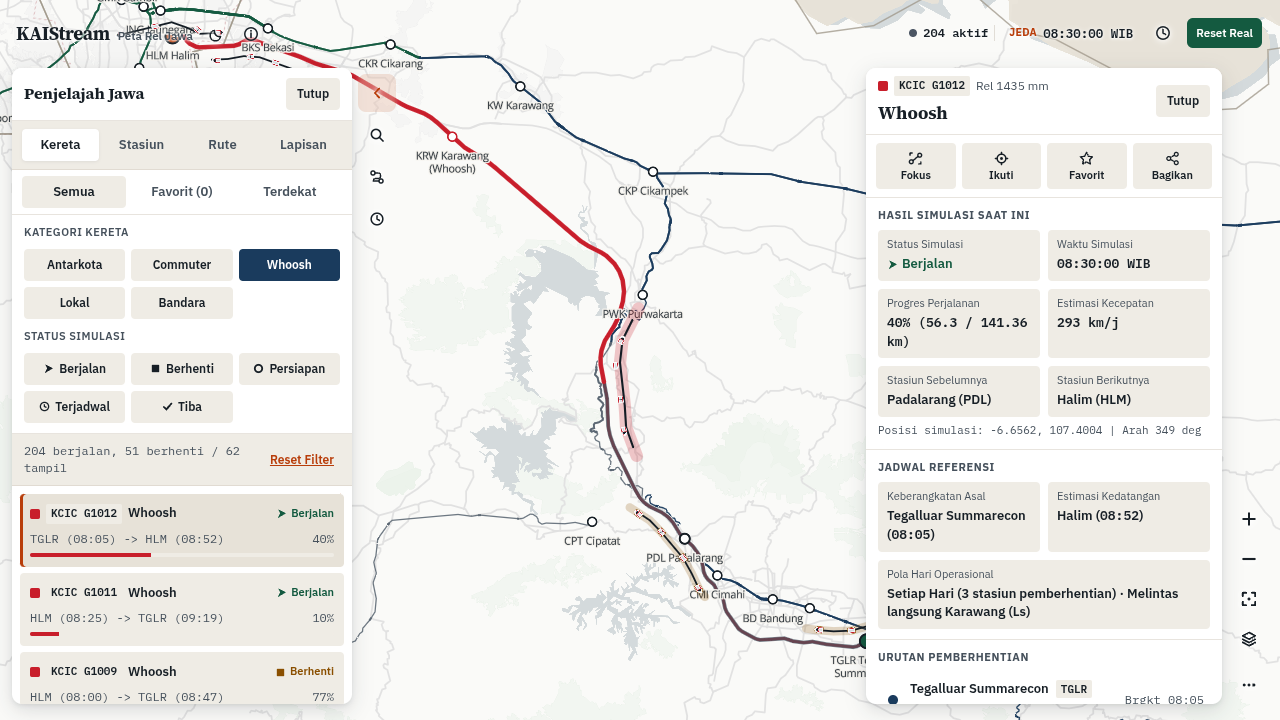 KAIStream
Peta Rel Jawa
204 aktif
JEDA 08:30:00 WIB
Reset Real
Penjelajah Jawa
Tutup
Kereta
Stasiun
Rute
Lapisan
Semua
Favorit (0)
Terdekat
KATEGORI KERETA
Antarkota
Commuter
Whoosh
Lokal
Bandara
STATUS SIMULASI
Berjalan
Berhenti
Persiapan
Terjadwal
Tiba
204 berjalan, 51 berhenti / 62
tampil
Reset Filter
KCIC G1012 Whoosh
Berjalan
TGLR (08:05) -> HLM (08:52)
40%
KCIC G1011 Whoosh
Berjalan
HLM (08:25) -> TGLR (09:19)
10%
KCIC G1009 Whoosh
Berhenti
HLM (08:00) -> TGLR (08:47)
77%
HLM Halim
BKS Bekasi
CKR Cikarang
KW Karawang
KRW Karawang
(Whoosh)
CKP Cikampek
PWK Purwakarta
CPT Cipatat
PDL Padalarang
CMI Cimahi
BD Bandung
KCIC G1012 Rel 1435 mm
Whoosh
Tutup
Fokus
Ikuti
Favorit
Bagikan
HASIL SIMULASI SAAT INI
Status Simulasi
Berjalan
Waktu Simulasi
08:30:00 WIB
Progres Perjalanan
40% (56.3 / 141.36
km)
Estimasi Kecepatan
293 km/j
Stasiun Sebelumnya
Padalarang (PDL)
Stasiun Berikutnya
Halim (HLM)
Posisi simulasi: -6.6562, 107.4004 | Arah 349 deg
JADWAL REFERENSI
Keberangkatan Asal
Tegalluar Summarecon
(08:05)
Estimasi Kedatangan
Halim (08:52)
Pola Hari Operasional
Setiap Hari (3 stasiun pemberhentian) · Melintas
langsung Karawang (Ls)
URUTAN PEMBERHENTIAN
Tegalluar Summarecon TGLR
Brgkt 08:05